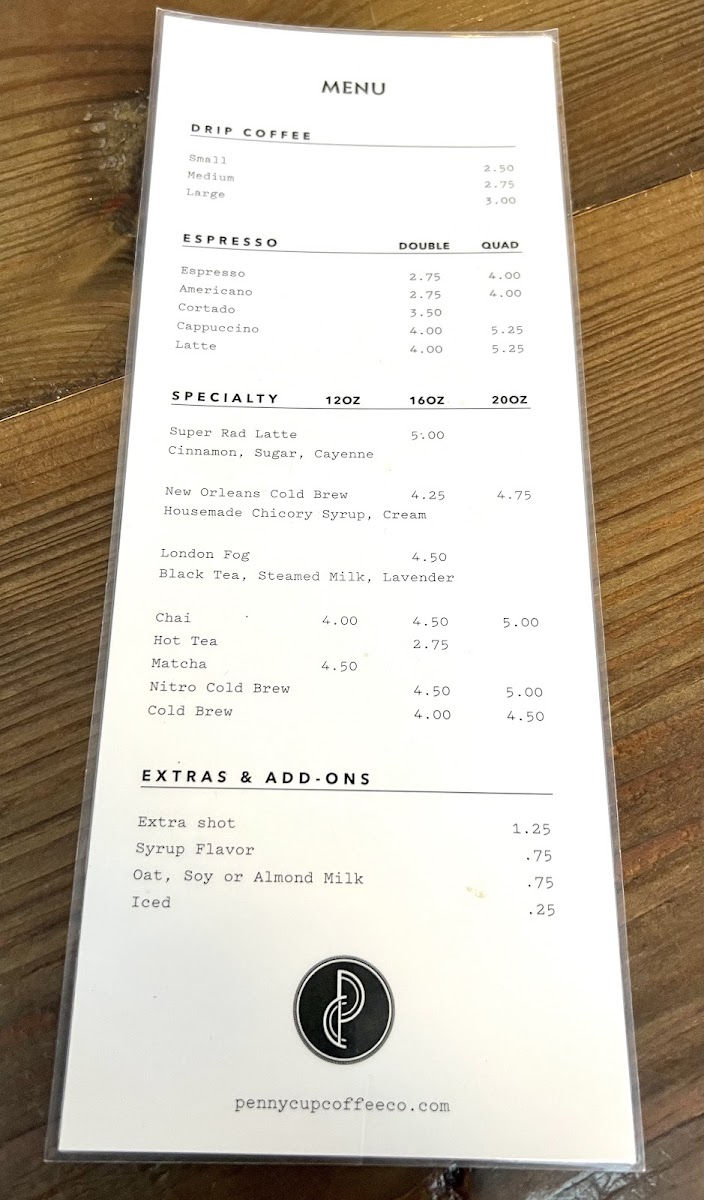 MENU
DRIP COFFEE
Small 2.50
Medium 2.75
Large 3.00
ESPRESSO DOUBLE QUAD
Espresso 2.75 4.00
Americano 2.75 4.00
Cortado 3.50
Cappuccino 4.00 5.25
Latte 4.00 5.25
SPECIALTY 12OZ 16OZ 20OZ
Super Rad Latte 5.00
Cinnamon, Sugar, Cayenne
New Orleans Cold Brew 4.25 4.75
Housemade Chicory Syrup, Cream
London Fog 4.50
Black Tea, Steamed Milk, Lavender
Chai 4.00 4.50 5.00
Hot Tea 2.75
Matcha 4.50
Nitro Cold Brew 4.50 5.00
Cold Brew 4.00 4.50
EXTRAS & ADD-ONS
Extra shot 1.25
Syrup Flavor .75
Oat, Soy or Almond Milk .75
Iced .25
pennycupcoffeeco.com